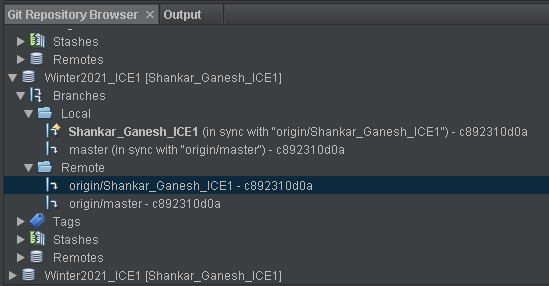 Git Repository Browser × Output
Stashes
Remotes
Winter2021_ICE1 [Shankar_Ganesh_ICE1]
Branches
Local
Shankar_Ganesh_ICE1 (in sync with "origin/Shankar_Ganesh_ICE1") - c892310d0a
master (in sync with "origin/master") - c892310d0a
Remote
origin/Shankar_Ganesh_ICE1 - c892310d0a
origin/master - c892310d0a
Tags
Stashes
Remotes
Winter2021_ICE1 [Shankar_Ganesh_ICE1]